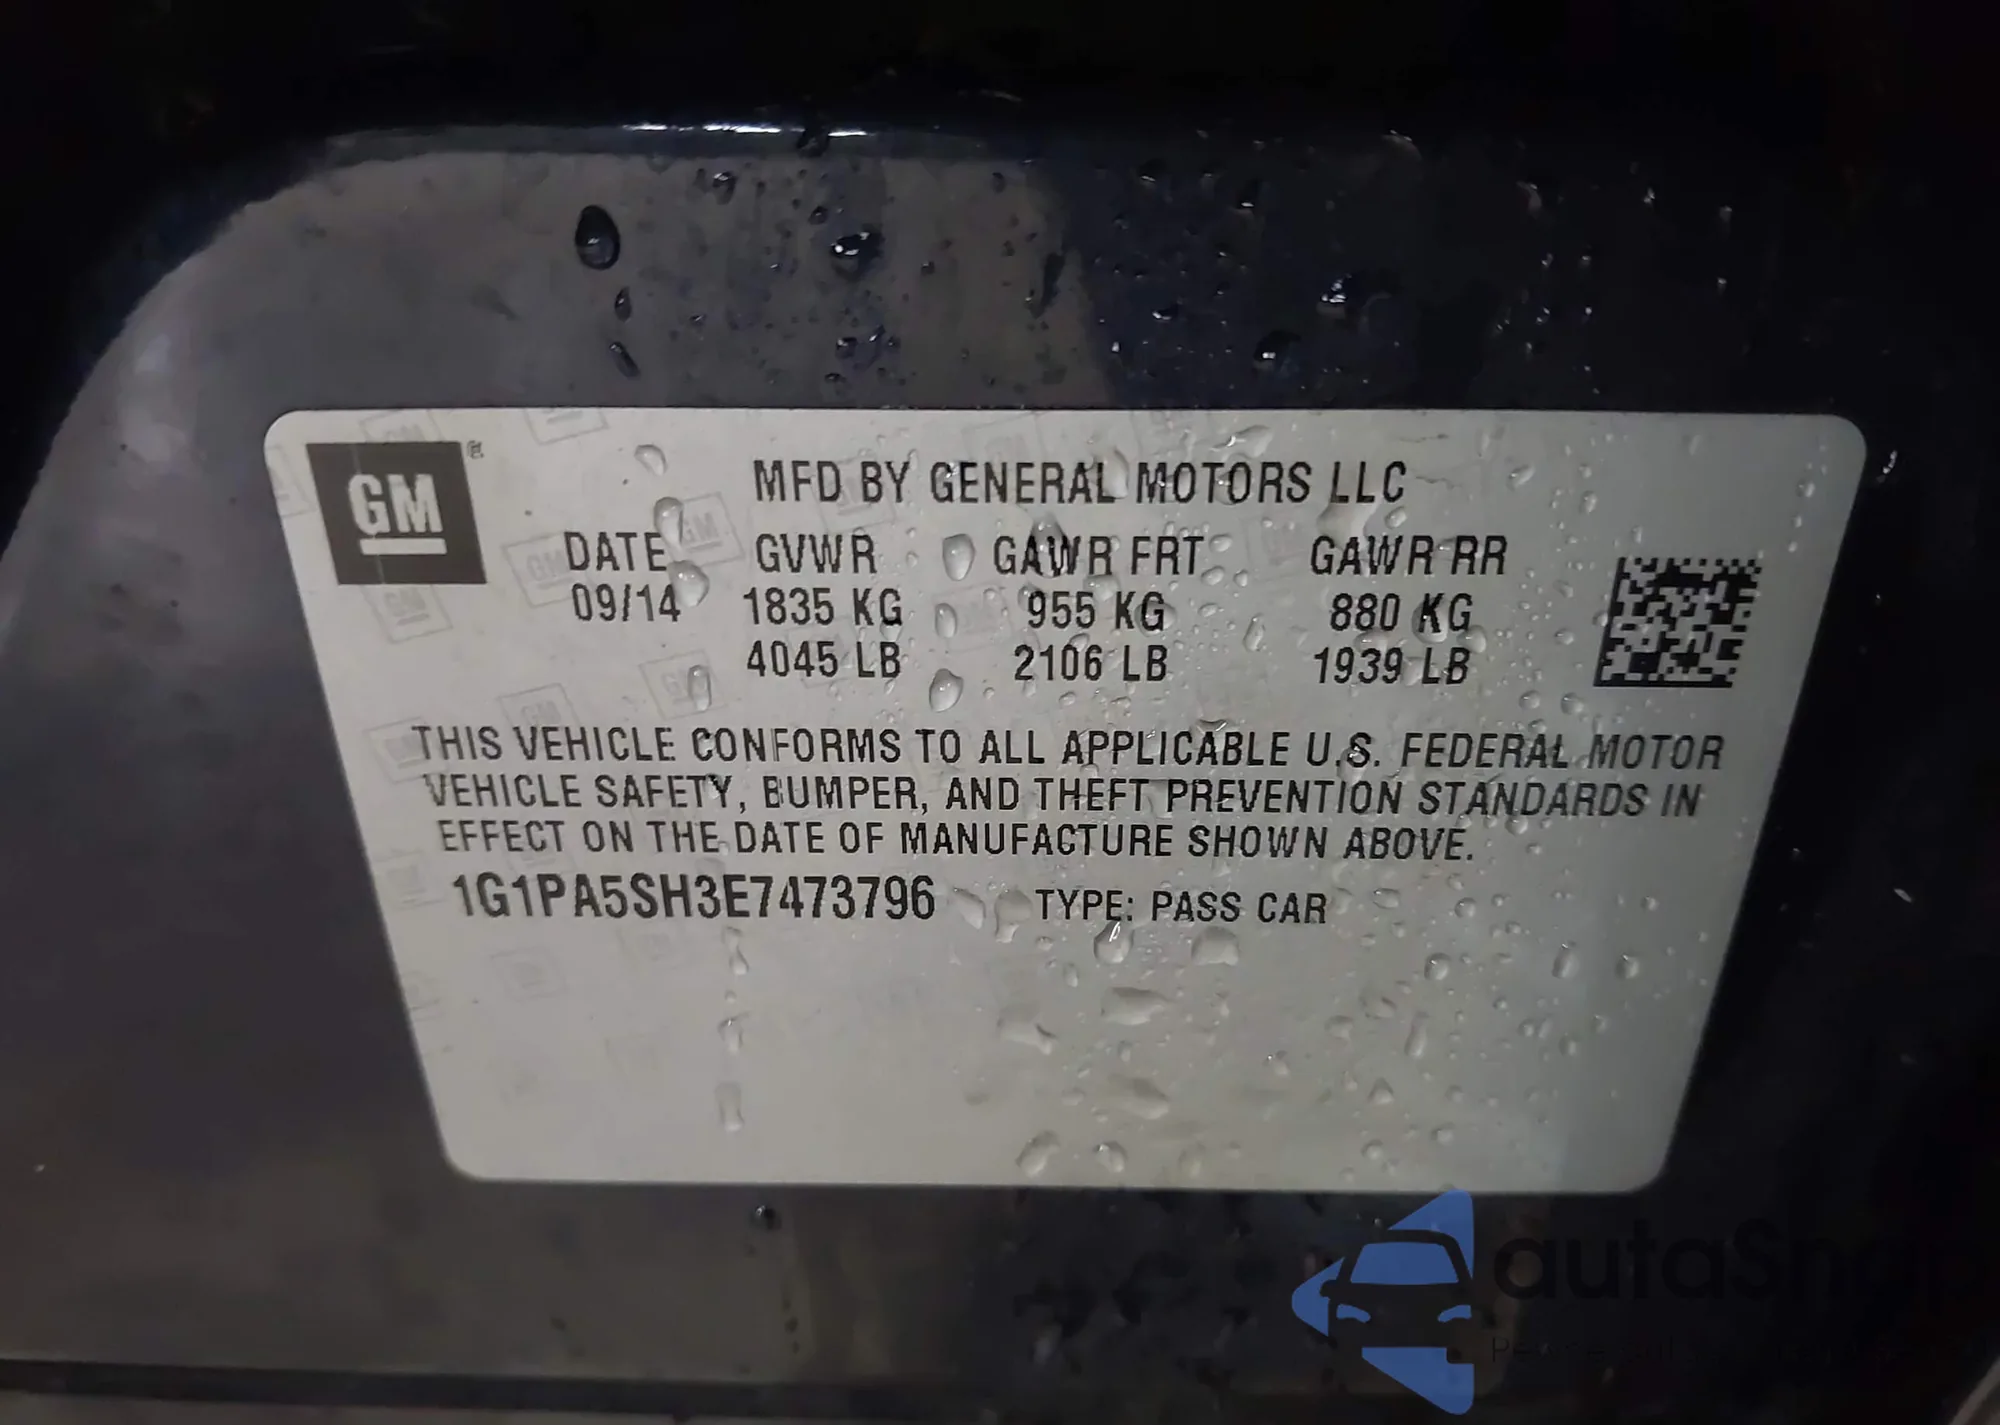 GM
MFD BY GENERAL MOTORS LLC
DATE GVWR GAWR FRT GAWR RR
09/14 1835 KG 955 KG 880 KG
4045 LB 2106 LB 1939 LB
THIS VEHICLE CONFORMS TO ALL APPLICABLE U.S. FEDERAL MOTOR
VEHICLE SAFETY, BUMPER, AND THEFT PREVENTION STANDARDS IN
EFFECT ON THE DATE OF MANUFACTURE SHOWN ABOVE.
1G1PA5SH3E7473796 TYPE: PASS CAR